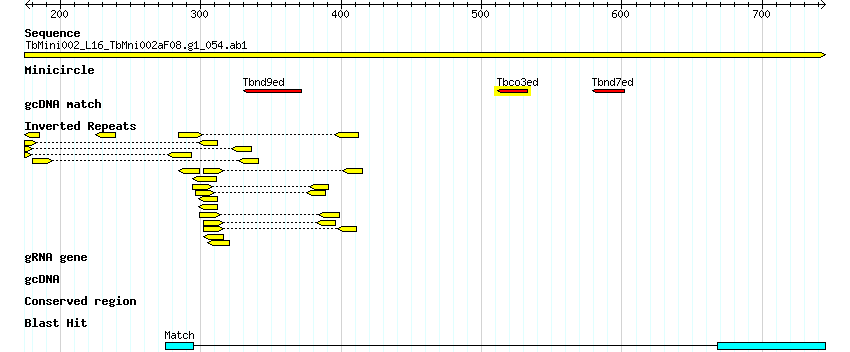 200 300 400 500 600 700
Sequence
TbMini002_L16_TbMni002aF08.g1_054.ab1
Minicircle
Tbnd9ed Tbco3ed Tbnd7ed
gcDNA match
Inverted Repeats
gRNA gene
gcDNA
Conserved region
Blast Hit
Match